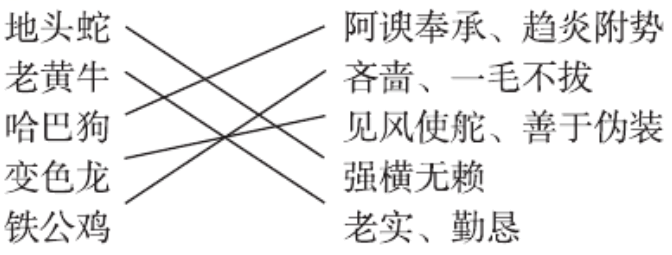 地头蛇 阿谀奉承、趋炎附势
老黄牛 吝啬、一毛不拔
哈巴狗 见风使舵、善于伪装
变色龙 强横无赖
铁公鸡 老实、勤恳